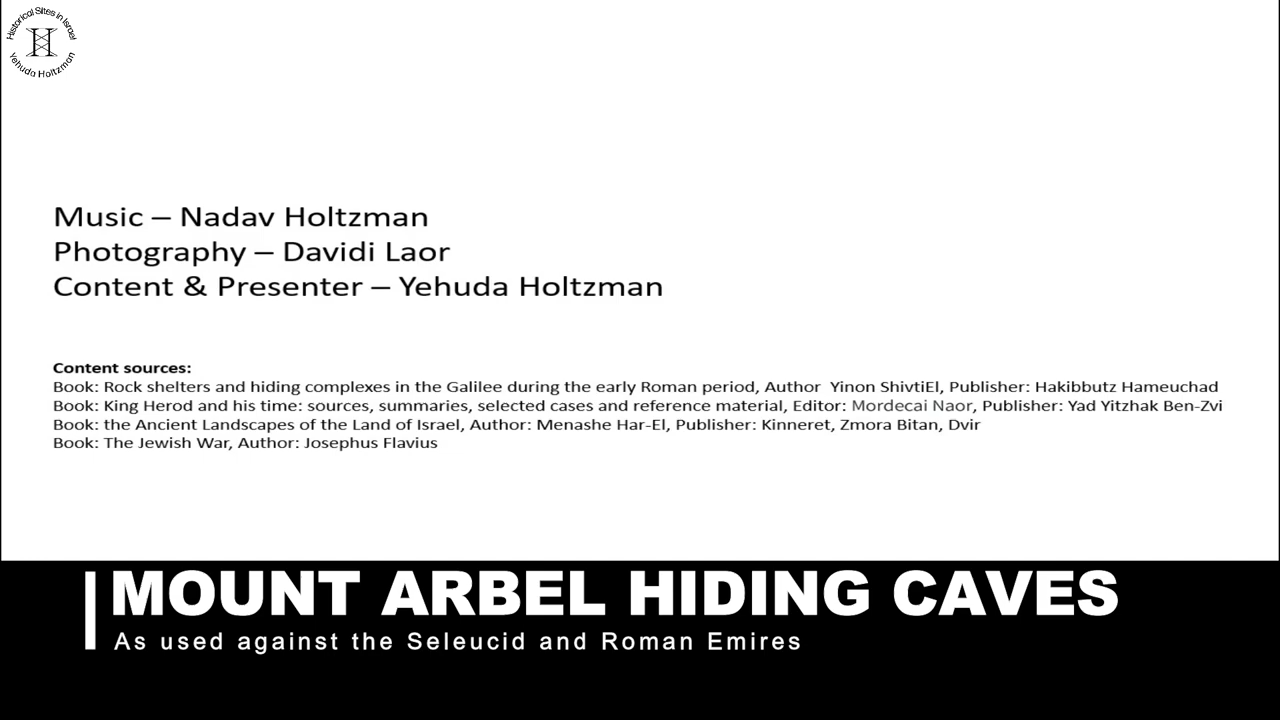 Historical Sites in Israel
H
Yehuda Holtzman
Music – Nadav Holtzman
Photography – Davidi Laor
Content & Presenter – Yehuda Holtzman
Content sources:
Book: Rock shelters and hiding complexes in the Galilee during the early Roman period, Author  Yinon ShivtiEl, Publisher: Hakibbutz Hameuchad
Book: King Herod and his time: sources, summaries, selected cases and reference material, Editor: Mordecai Naor, Publisher: Yad Yitzhak Ben-Zvi
Book: the Ancient Landscapes of the Land of Israel, Author: Menashe Har-El, Publisher: Kinneret, Zmora Bitan, Dvir
Book: The Jewish War, Author: Josephus Flavius
MOUNT ARBEL HIDING CAVES
As used against the Seleucid and Roman Emires